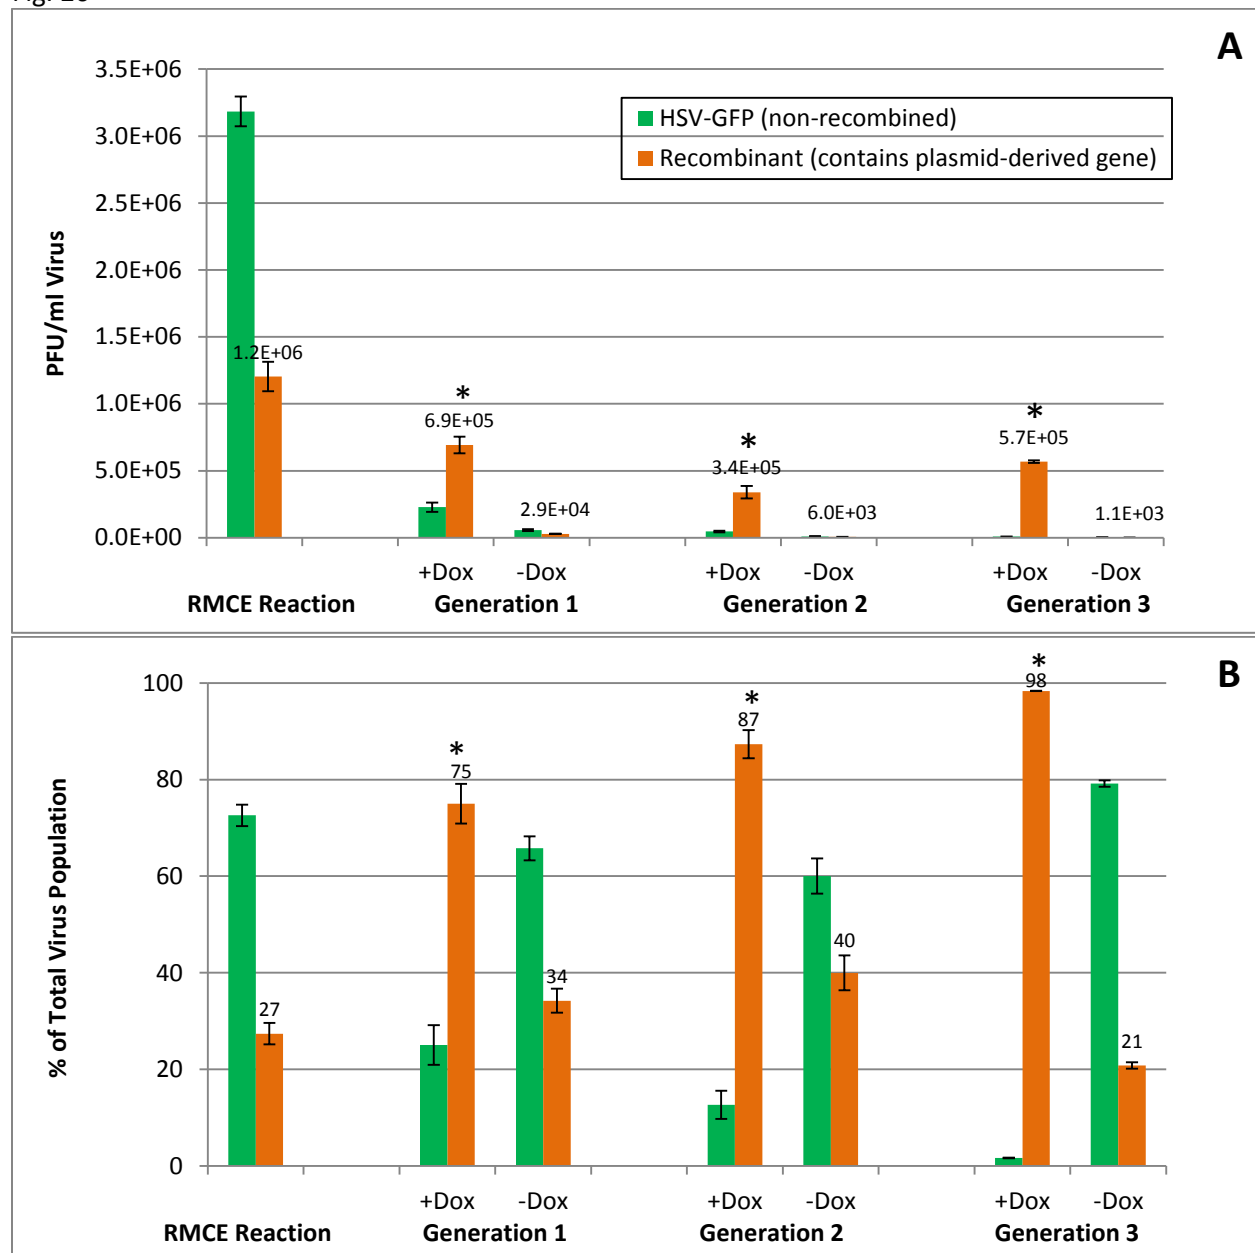 A
3.5E+06
3.0E+06
2.5E+06
2.0E+06
1.5E+06
1.0E+06
5.0E+05
0.0E+00
PFU/ml Virus
HSV-GFP (non-recombined)
Recombinant (contains plasmid-derived gene)
1.2E+06
*
6.9E+05
2.9E+04
*
3.4E+05
6.0E+03
*
5.7E+05
1.1E+03
+Dox -Dox +Dox -Dox +Dox -Dox
RMCE Reaction Generation 1 Generation 2 Generation 3
B
100
80
60
40
20
0
% of Total Virus Population
27
*
75
34
*
87
40
*
98
21
+Dox -Dox +Dox -Dox +Dox -Dox
RMCE Reaction Generation 1 Generation 2 Generation 3